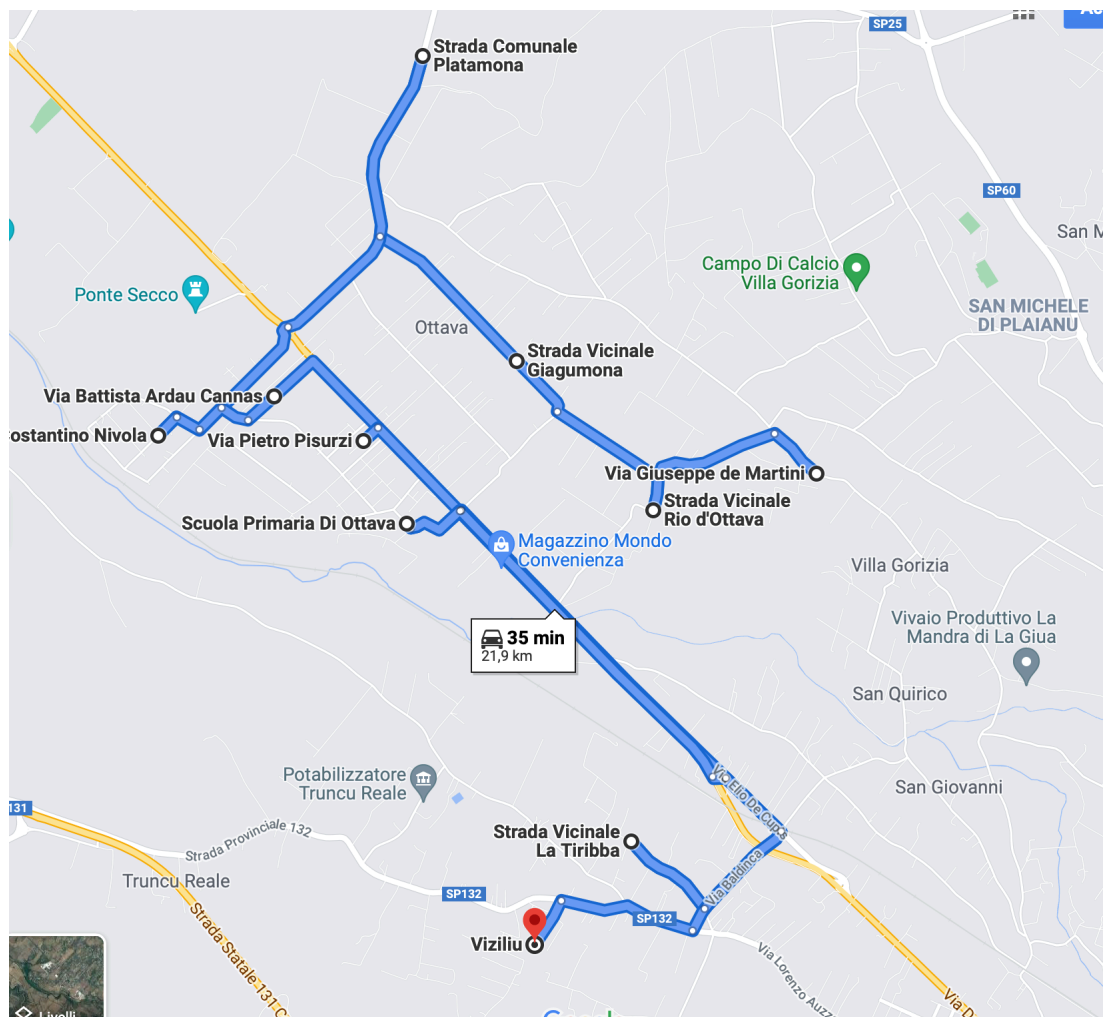 SP25
Strada Comunale
Platamona
SP60
San M
Campo Di Calcio
Villa Gorizia
Ponte Secco
SAN MICHELE
DI PLAIANU
Ottava
Strada Vicinale
Giagumona
Via Battista Ardau Cannas
Costantino Nivola
Via Pietro Pisurzi
Via Giuseppe de Martini
Strada Vicinale
Rio d'Ottava
Scuola Primaria Di Ottava
Magazzino Mondo
Convenienza
Villa Gorizia
Vivaio Produttivo La
Mandra di La Giua
35 min
21,9 km
San Quirico
Potabilizzatore
Truncu Reale
Via Elio De Cupis
San Giovanni
131
Strada Provinciale 132
Strada Vicinale
La Tiribba
Via Baldinca
Truncu Reale
SP132
SP132
Viziliu
Strada Statale 131 C
Via Lorenzo Auzz
Via D
Livelli
Google